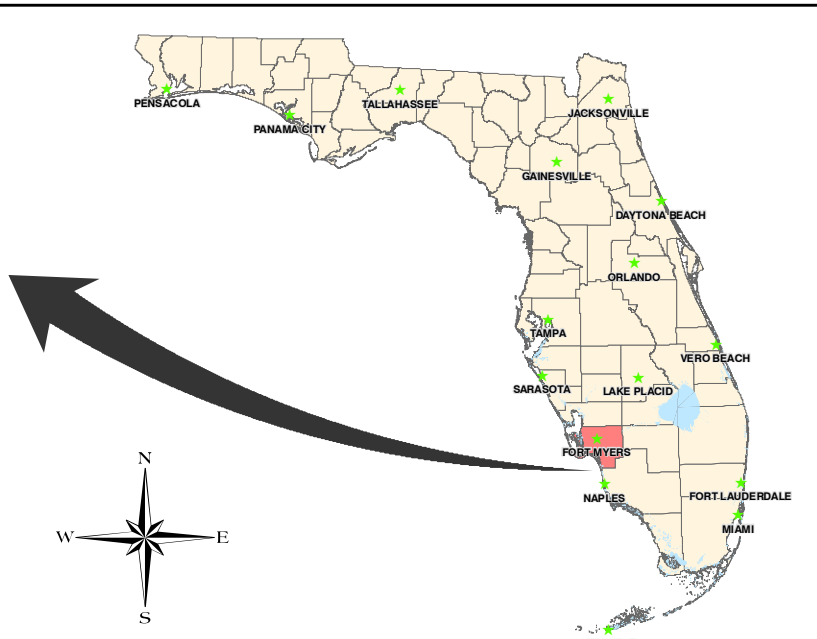 PENSACOLA
TALLAHASSEE
JACKSONVILLE
PANAMA CITY
GAINESVILLE
DAYTONA BEACH
ORLANDO
TAMPA
VERO BEACH
SARASOTA
LAKE PLACID
FORT MYERS
N
NAPLES
FORT LAUDERDALE
MIAMI
W
E
S